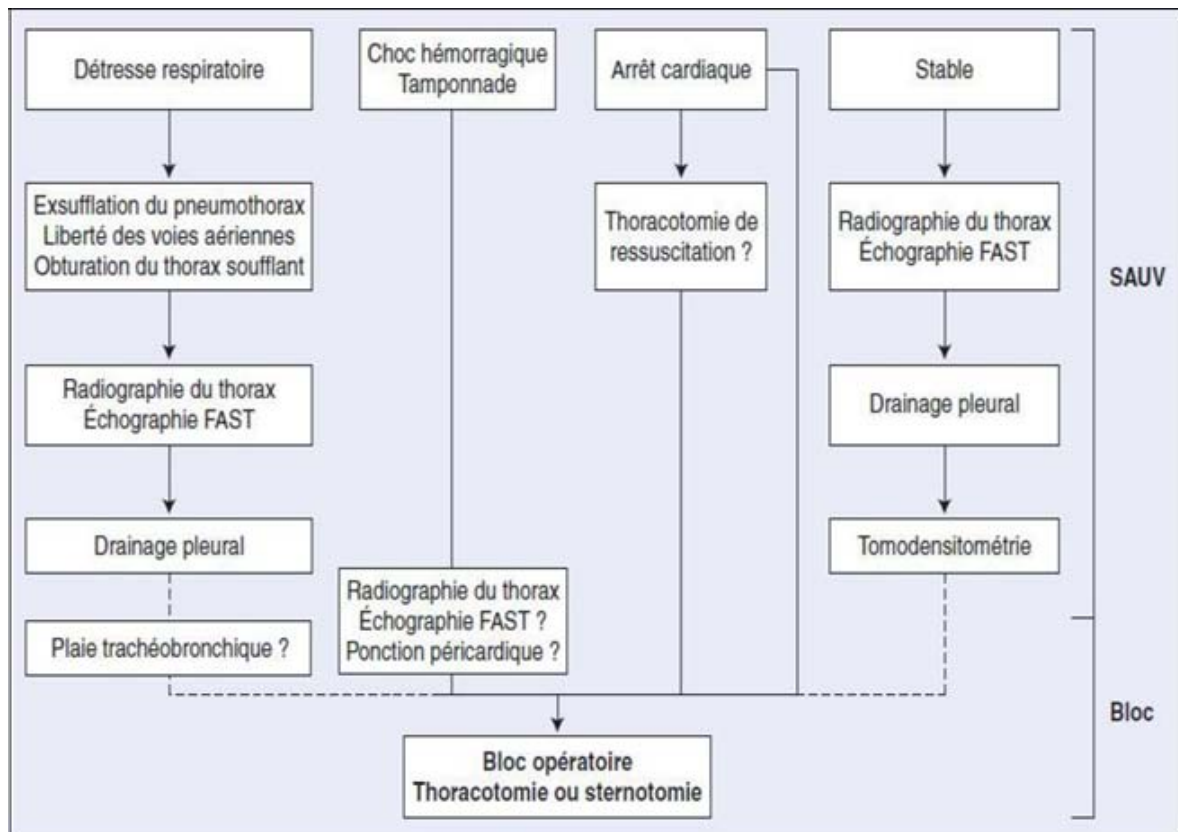 Détresse respiratoire
Choc hémorragique
Tamponnade
Arrêt cardiaque
Stable
Exsufflation du pneumothorax
Liberté des voies aériennes
Obturation du thorax soufflant
Thoracotomie de
ressuscitation ?
Radiographie du thorax
Échographie FAST
SAUV
Radiographie du thorax
Échographie FAST
Drainage pleural
Drainage pleural
Tomodensitométrie
Radiographie du thorax
Échographie FAST ?
Ponction péricardique ?
Plaie trachéobronchique ?
Bloc
Bloc opératoire
Thoracotomie ou sternotomie